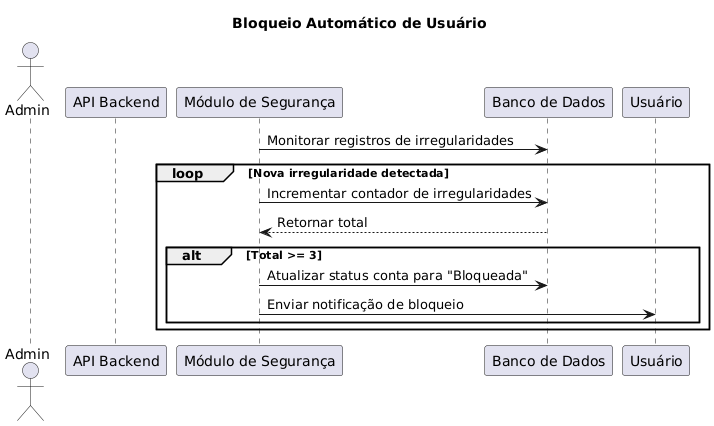 Bloqueio Automático de Usuário
Admin
API Backend
Módulo de Segurança
Banco de Dados
Usuário
Monitorar registros de irregularidades
loop
[Nova irregularidade detectada]
Incrementar contador de irregularidades
Retornar total
alt
[Total >= 3]
Atualizar status conta para "Bloqueada"
Enviar notificação de bloqueio
Admin
API Backend
Módulo de Segurança
Banco de Dados
Usuário